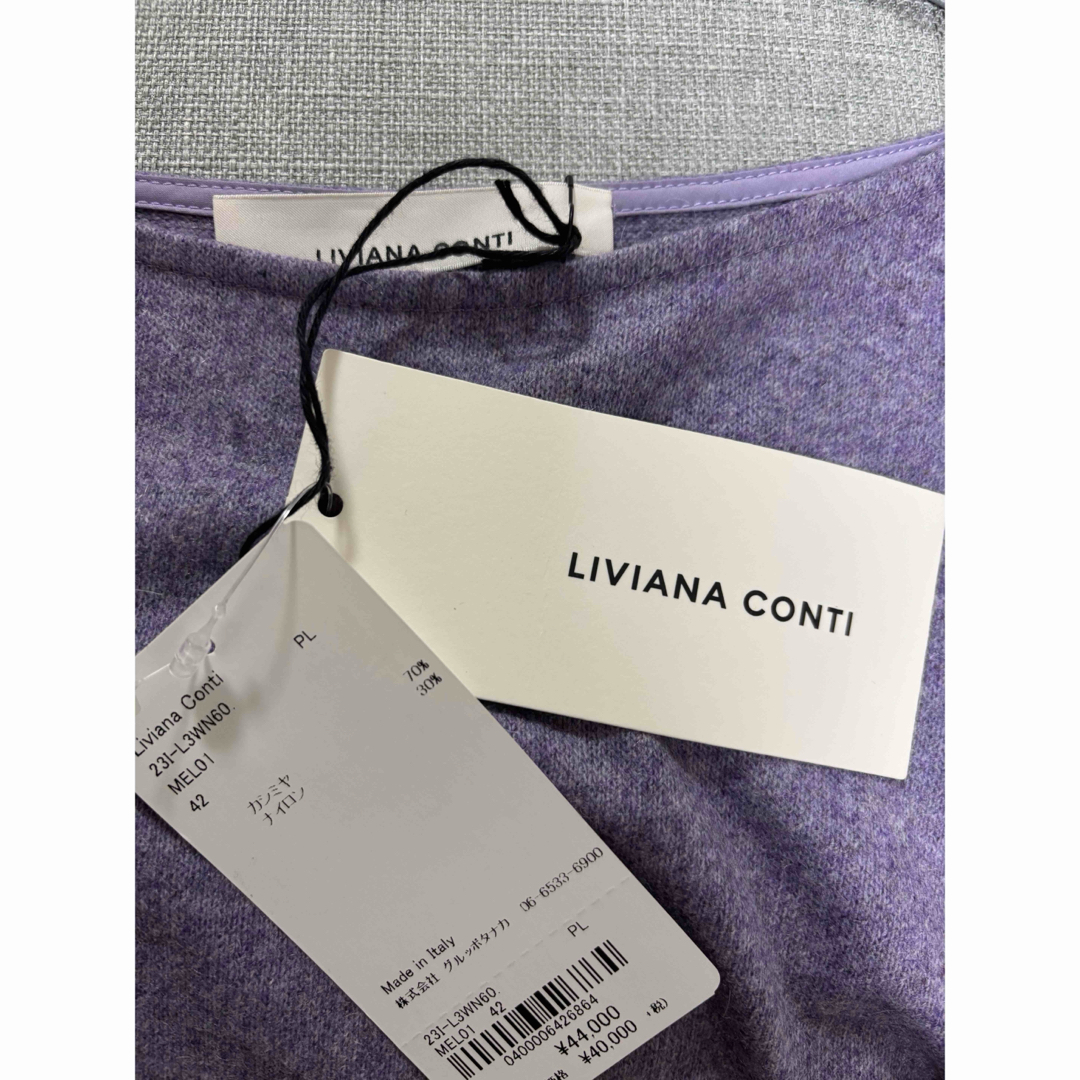 LIVIANA CONTI
LIVIANA CONTI
PL
Liviana Conti
23I-L3WN60.
MEL01
42
70%
30%
カシミヤ
ナイロン
Made in Italy
株式会社 グルッポタナカ 06-6533-6900
PL
23I-L3WN60.
MEL01 42
0400006426864
¥44,000
格 ¥40,000 税)